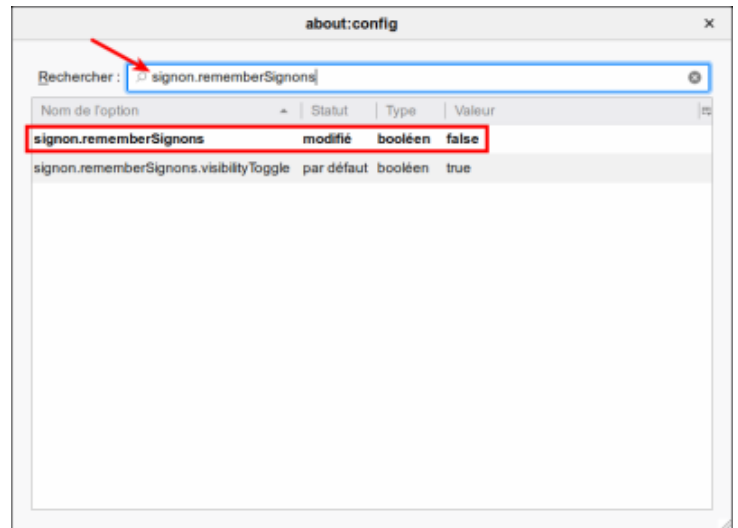 about:config
Rechercher : signon.rememberSignons
Nom de l'option Statut Type Valeur
signon.rememberSignons modifié booléen false
signon.rememberSignons.visibilityToggle par défaut booléen true